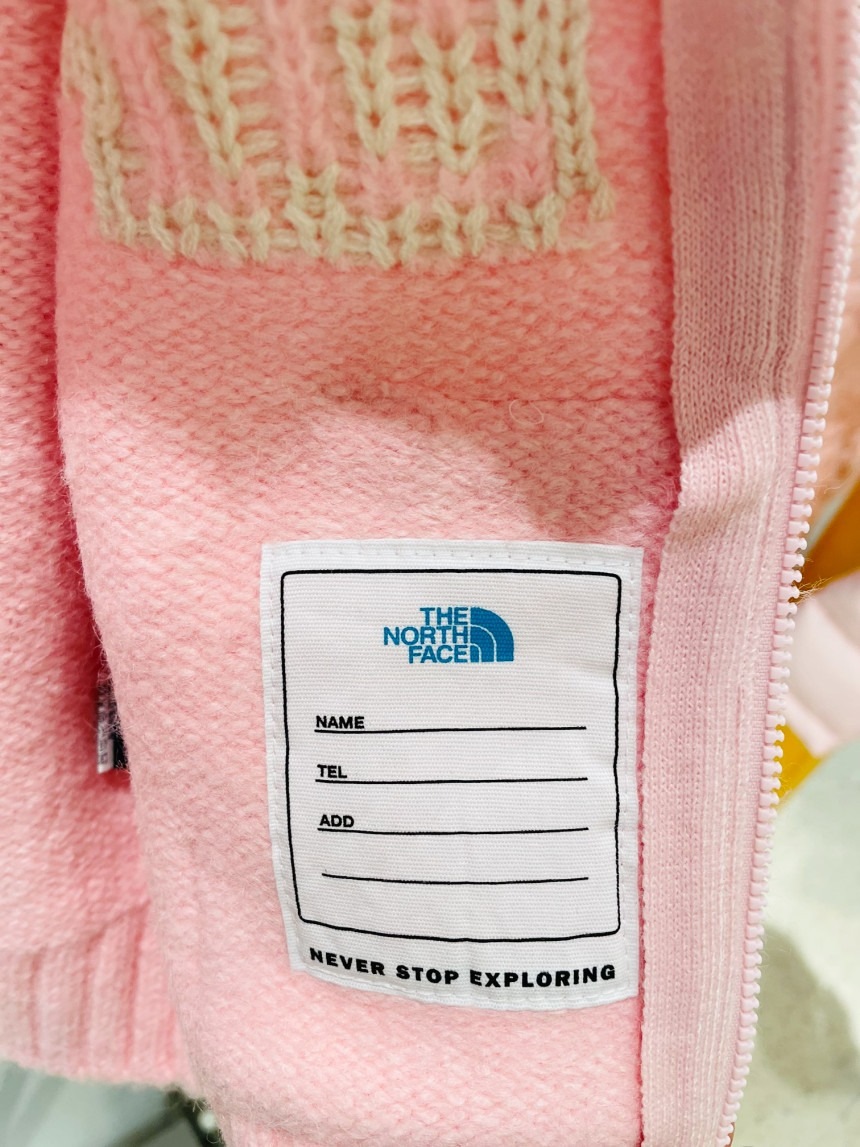 THE
NORTH
FACE
NAME
TEL
ADD
NEVER STOP EXPLORING